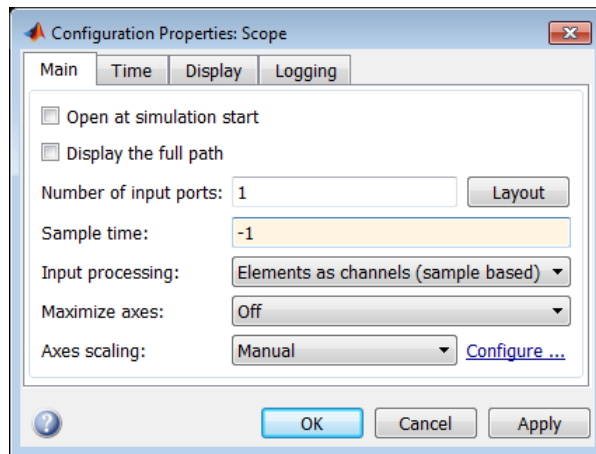 Configuration Properties: Scope
Main Time Display Logging
Open at simulation start
Display the full path
Number of input ports: 1 Layout
Sample time: -1
Input processing: Elements as channels (sample based)
Maximize axes: Off
Axes scaling: Manual Configure ...
? OK Cancel Apply